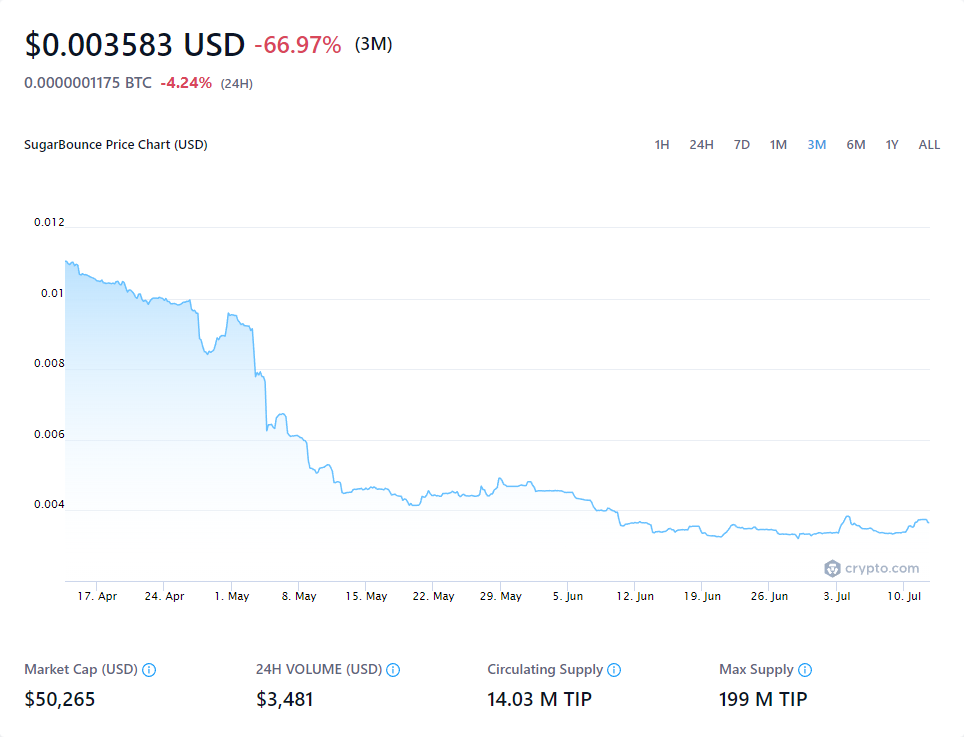 $0.003583 USD -66.97% (3M)
0.0000001175 BTC -4.24% (24H)
SugarBounce Price Chart (USD) 1H 24H 7D 1M 3M 6M 1Y ALL
0.012
0.01
0.008
0.006
0.004
crypto.com
17. Apr 24. Apr 1. May 8. May 15. May 22. May 29. May 5. Jun 12. Jun 19. Jun 26. Jun 3. Jul 10. Jul
Market Cap (USD) 24H VOLUME (USD) Circulating Supply Max Supply
$50,265 $3,481 14.03 M TIP 199 M TIP